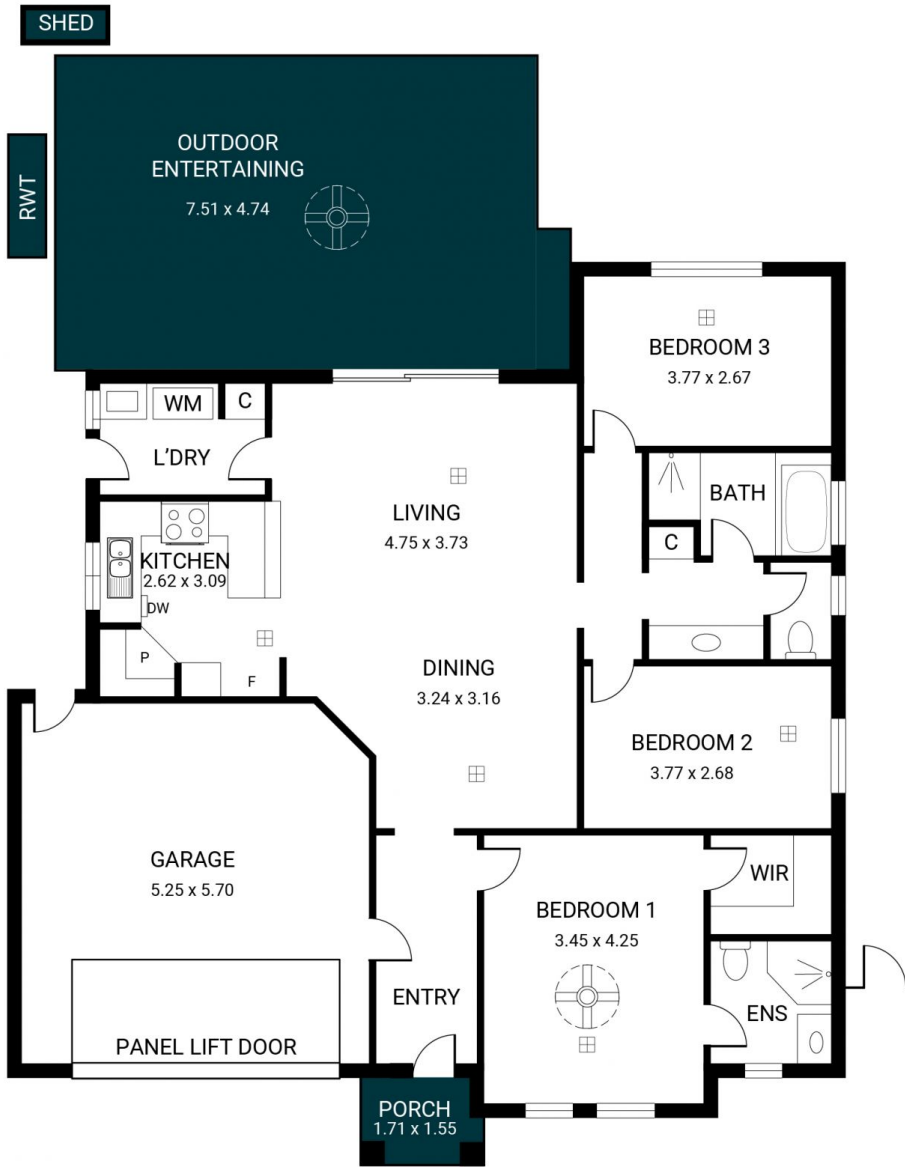 SHED
OUTDOOR
ENTERTAINING
7.51 x 4.74
RWT
BEDROOM 3
3.77 x 2.67
WM
C
L'DRY
LIVING
4.75 x 3.73
BATH
C
KITCHEN
2.62 x 3.09
DW
P
F
DINING
3.24 x 3.16
BEDROOM 2
3.77 x 2.68
GARAGE
5.25 x 5.70
WIR
BEDROOM 1
3.45 x 4.25
ENTRY
ENS
PANEL LIFT DOOR
PORCH
1.71 x 1.55